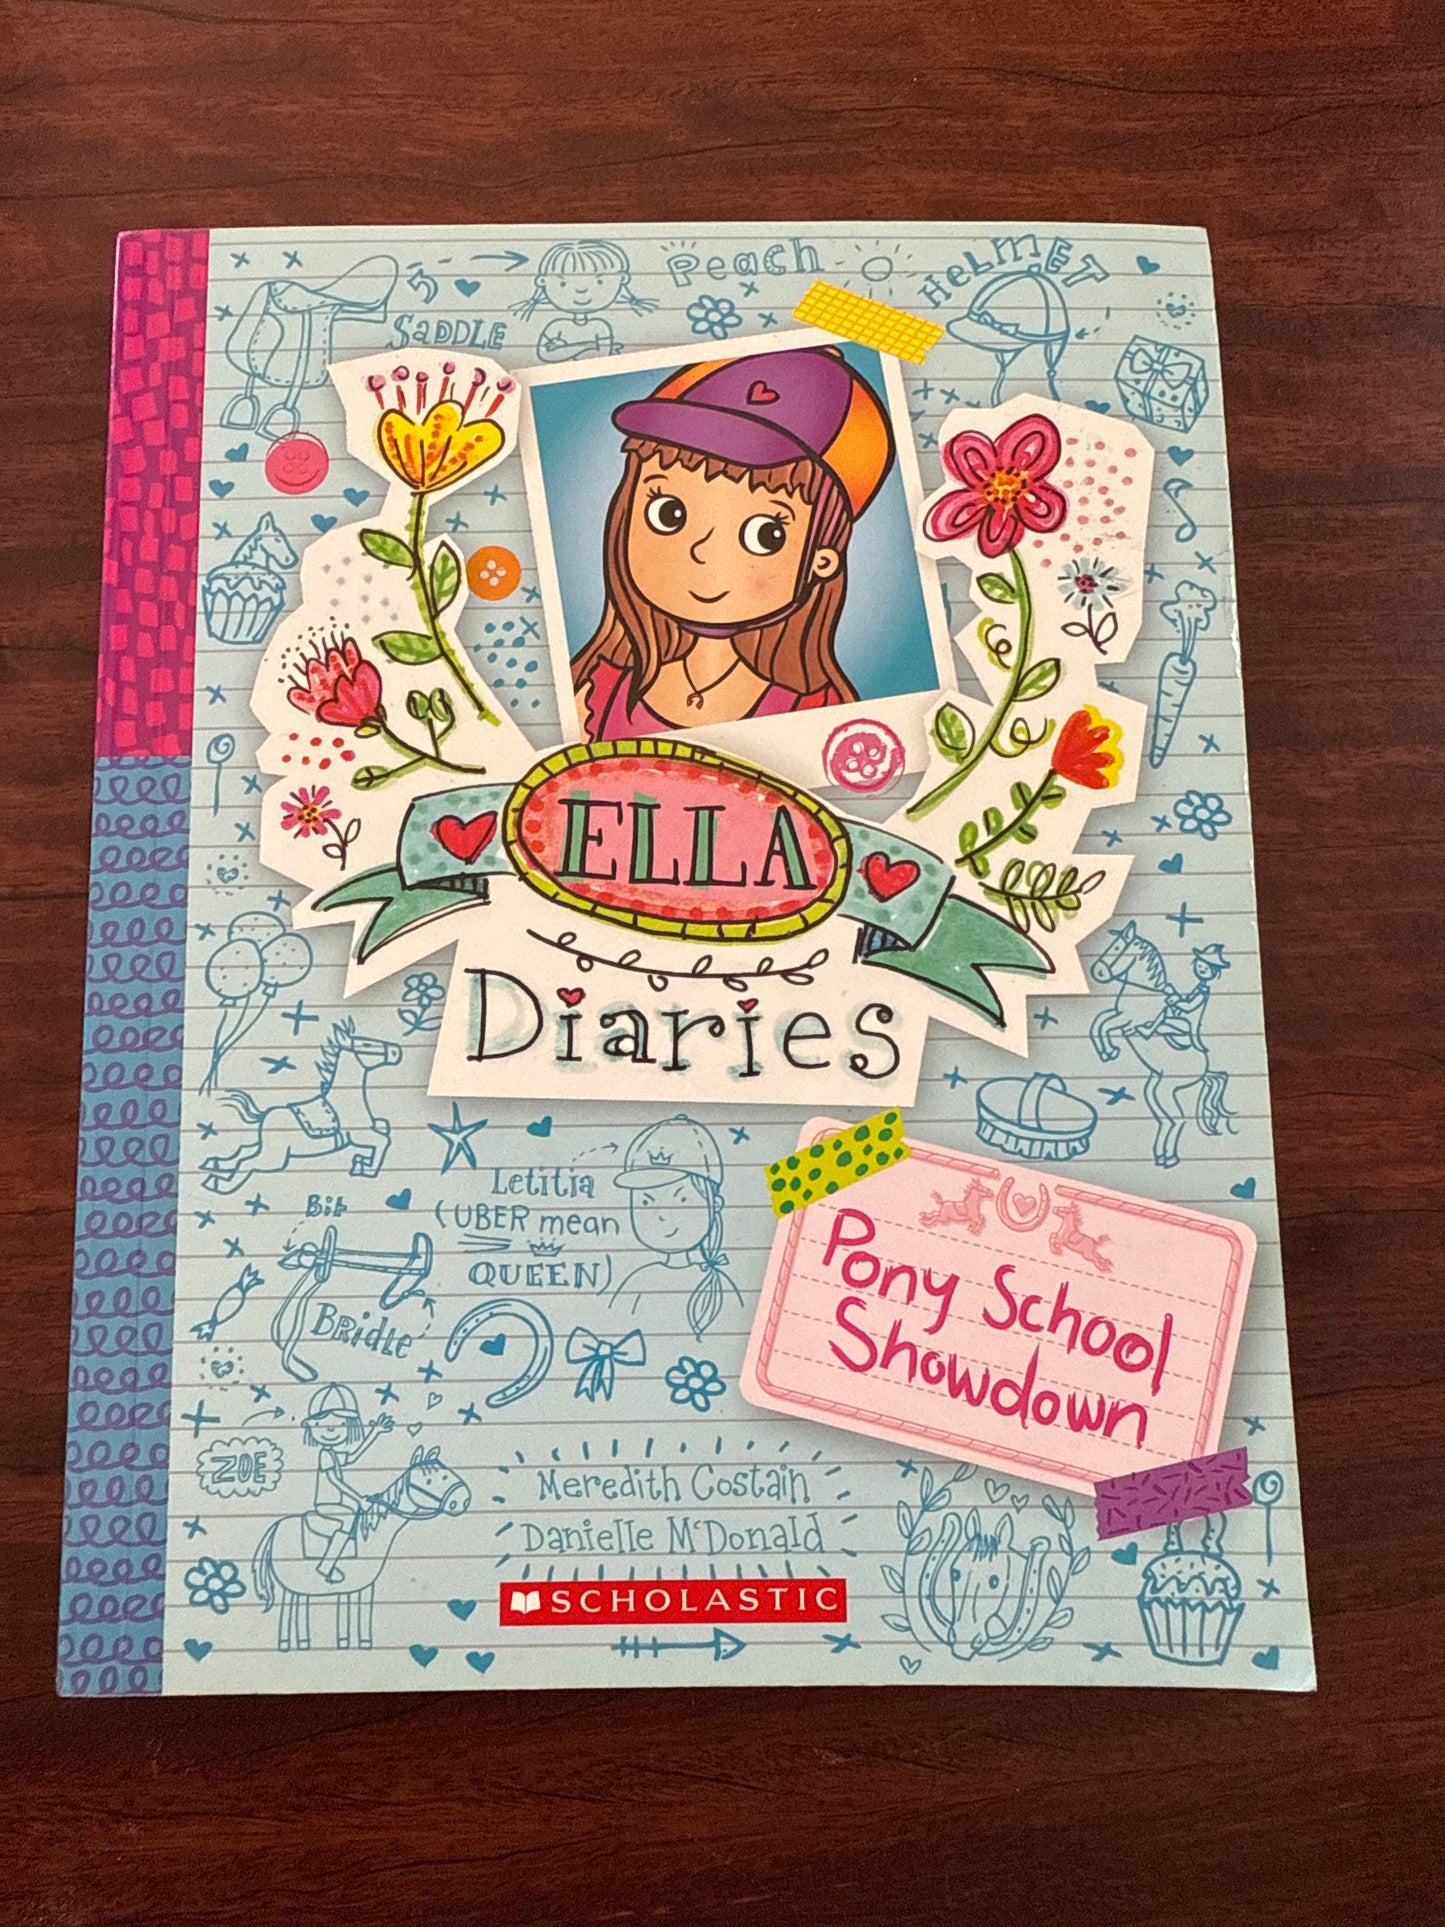 Peach
HELMET
SADDLE
ELLA
Diaries
Letitia
(UBER mean
QUEEN)
Bit
BRidle
Pony School
Showdown
ZOE
Meredith Costain
Danielle McDonald
SCHOLASTIC